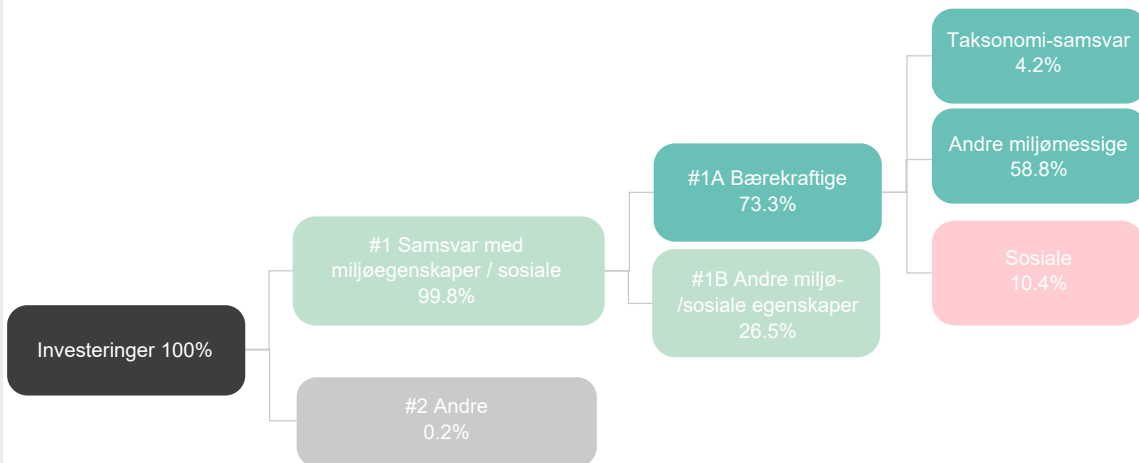 Taksonomi-samsvar
4.2%
Andre miljømessige
58.8%
#1A Bærekraftige
73.3%
#1 Samsvar med
miljøegenskaper / sosiale
99.8%
Sosiale
10.4%
#1B Andre miljø-
/sosiale egenskaper
26.5%
Investeringer 100%
#2 Andre
0.2%